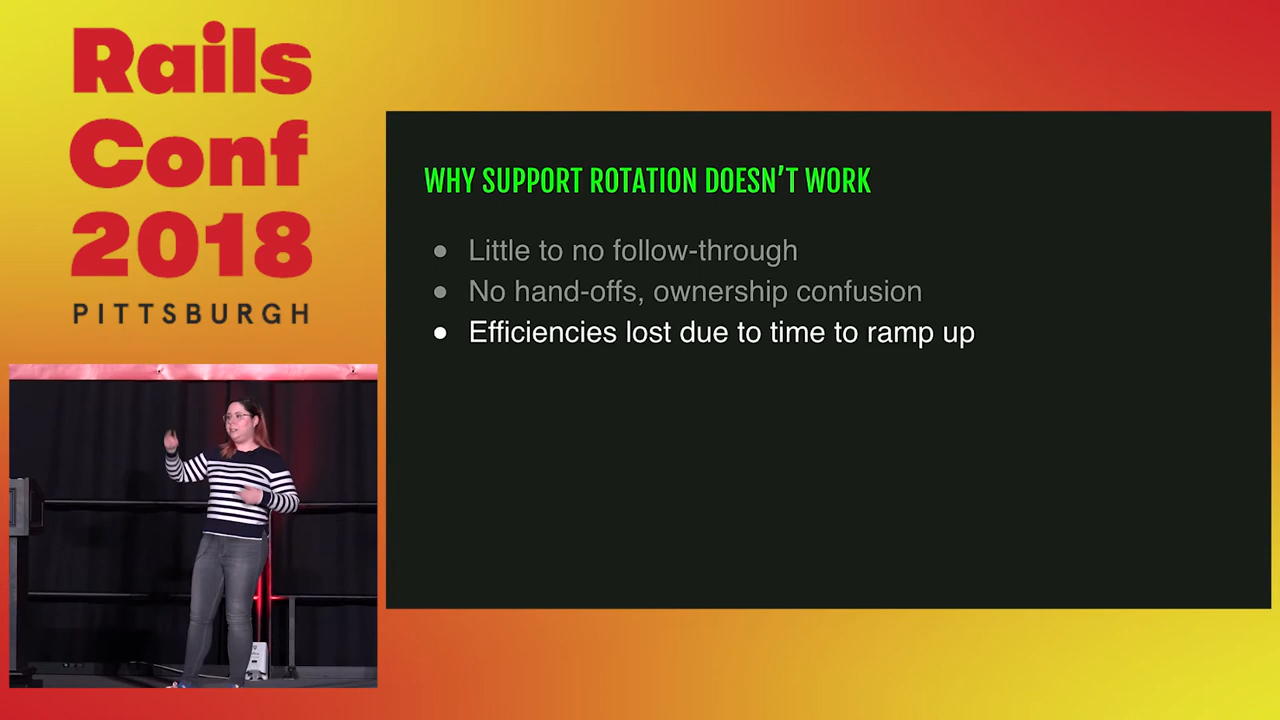 Rails
Conf
2018
PITTSBURGH
WHY SUPPORT ROTATION DOESN’T WORK
● Little to no follow-through
● No hand-offs, ownership confusion
● Efficiencies lost due to time to ramp up